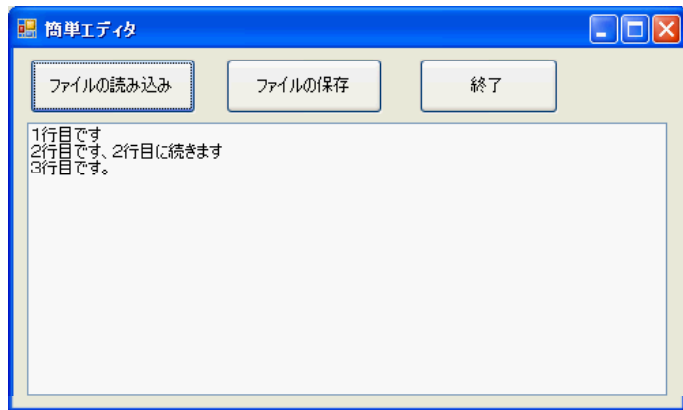 簡単エディタ
ファイルの読み込み ファイルの保存 終了
1行目です
2行目です、2行目に続きます
3行目です。